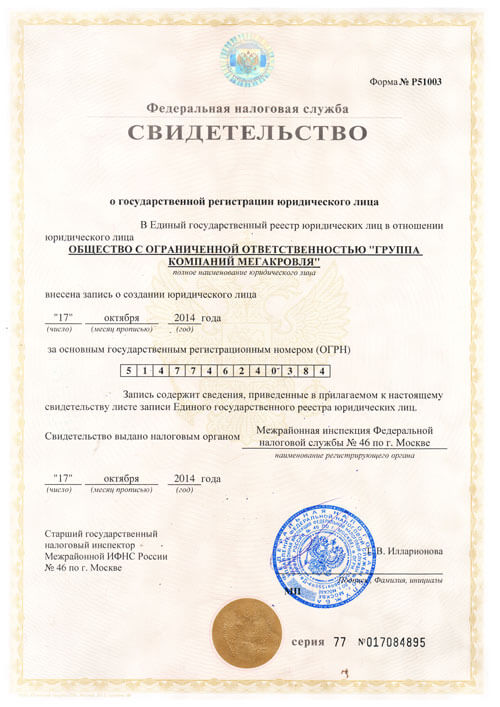 Форма № Р51003
Федеральная налоговая служба
СВИДЕТЕЛЬСТВО
о государственной регистрации юридического лица
В Единый государственный реестр юридических лиц в отношении
юридического лица
ОБЩЕСТВО С ОГРАНИЧЕННОЙ ОТВЕТСТВЕННОСТЬЮ "ГРУППА
КОМПАНИЙ МЕГАКРОВЛЯ"
полное наименование юридического лица
внесена запись о создании юридического лица
"17" октября 2014 года
(число) (месяц прописью) (год)
за основным государственным регистрационным номером (ОГРН)
5 1 4 7 7 4 6 2 4 0 3 8 4
Запись содержит сведения, приведенные в прилагаемом к настоящему
свидетельству листе записи Единого государственного реестра юридических лиц.
Свидетельство выдано налоговым органом Межрайонная инспекция Федеральной
налоговой службы № 46 по г. Москве
наименование регистрирующего органа
"17" октября 2014 года
(число) (месяц прописью) (год)
Старший государственный
налоговый инспектор
Межрайонной ИФНС России
№ 46 по г. Москве
В. Илларионова
Подпись, Фамилия, инициалы
МП
серия 77 №017084895